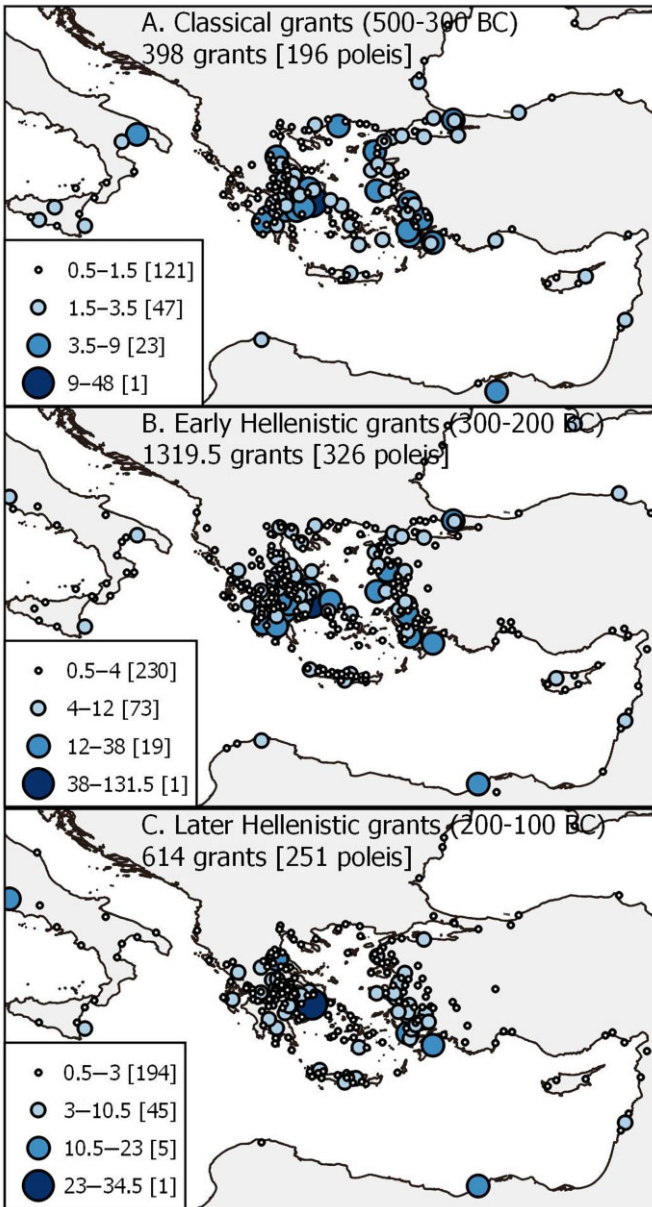 A. Classical grants (500-300 BC)
398 grants [196 poleis]
0.5–1.5 [121]
1.5–3.5 [47]
3.5–9 [23]
9–48 [1]
B. Early Hellenistic grants (300-200 BC)
1319.5 grants [326 poleis]
0.5–4 [230]
4–12 [73]
12–38 [19]
38–131.5 [1]
C. Later Hellenistic grants (200-100 BC)
614 grants [251 poleis]
0.5–3 [194]
3–10.5 [45]
10.5–23 [5]
23–34.5 [1]